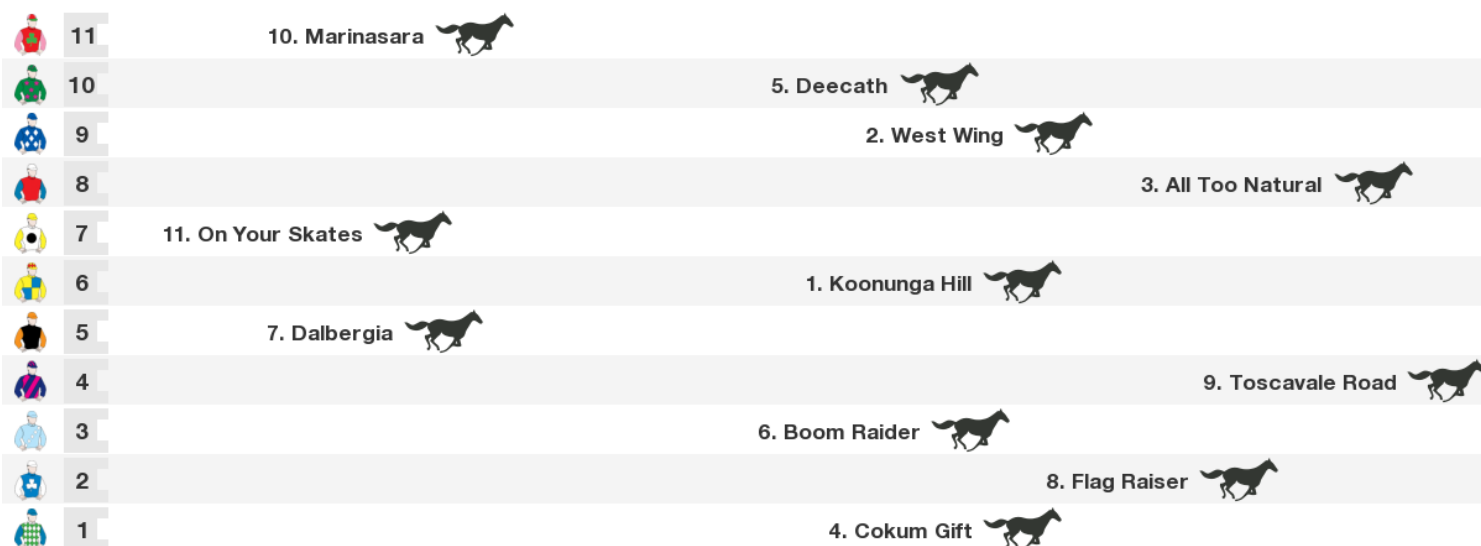 11 10. Marinasara
10 5. Deecath
9 2. West Wing
8 3. All Too Natural
7 11. On Your Skates
6 1. Koonunga Hill
5 7. Dalbergia
4 9. Toscavale Road
3 6. Boom Raider
2 8. Flag Raiser
1 4. Cokum Gift